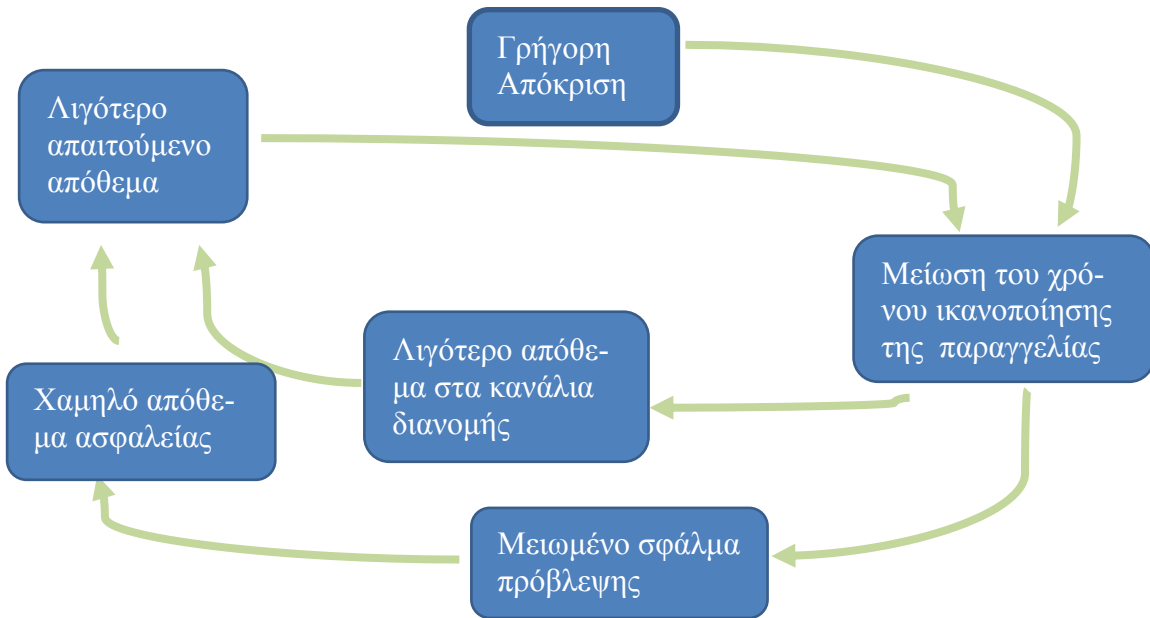 Γρήγορη
Απόκριση
Λιγότερο
απαιτούμενο
απόθεμα
Μείωση του χρό-
νου ικανοποίησης
της παραγγελίας
Λιγότερο απόθε-
μα στα κανάλια
διανομής
Χαμηλό απόθε-
μα ασφαλείας
Μειωμένο σφάλμα
πρόβλεψης